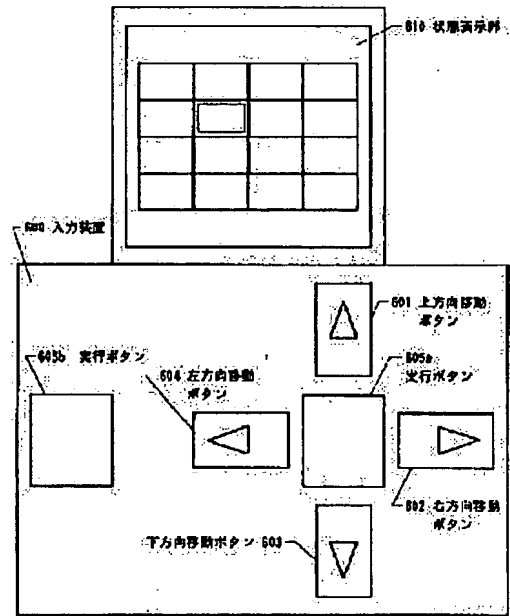 610 状態表示部
600 入力装置
601 上方向移動
ボタン
605b 実行ボタン
604 左方向移動
ボタン
605a
実行ボタン
602 右方向移動
ボタン
下方向移動ボタン 603